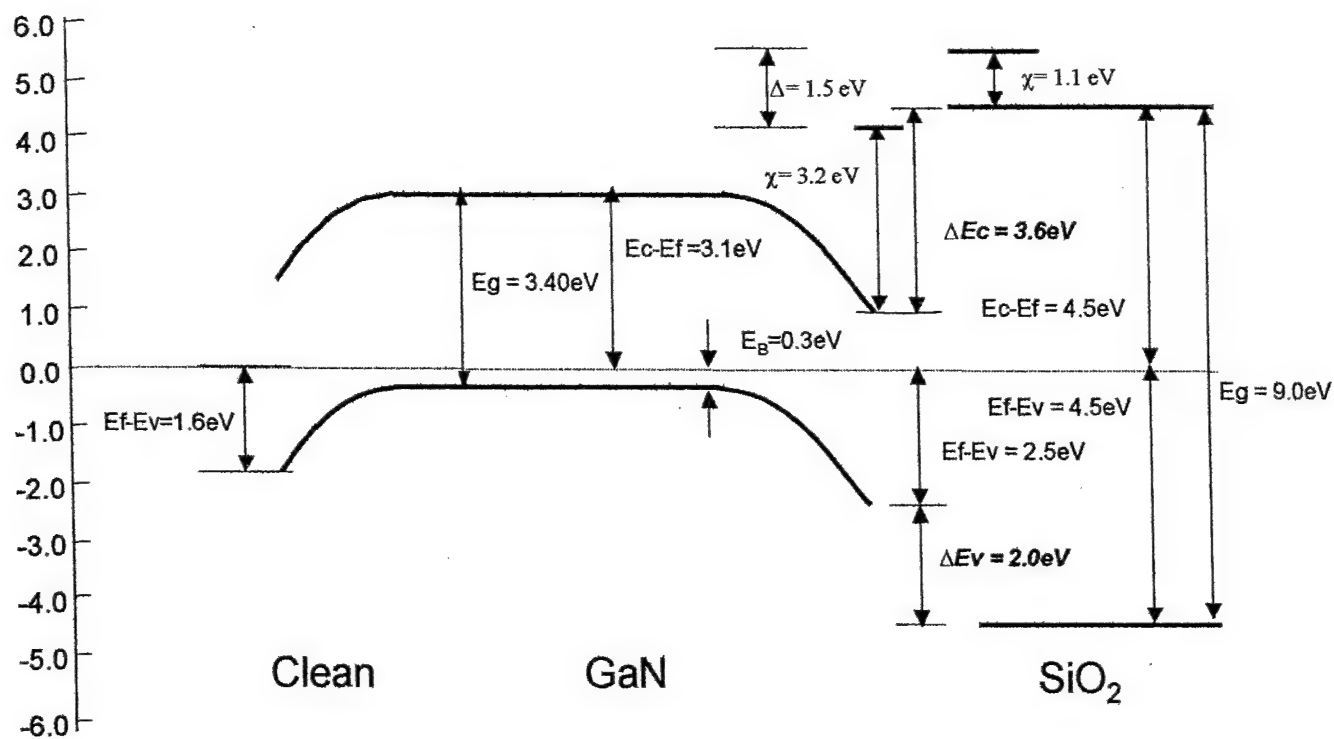 6.0
5.0
4.0
3.0
2.0
1.0
0.0
-1.0
-2.0
-3.0
-4.0
-5.0
-6.0
Δ= 1.5 eV
χ= 1.1 eV
χ= 3.2 eV
ΔEc = 3.6eV
Ec-Ef =3.1eV
Eg = 3.40eV
Ec-Ef = 4.5eV
E_B=0.3eV
Ef-Ev=1.6eV
Ef-Ev = 4.5eV
Eg = 9.0eV
Ef-Ev = 2.5eV
ΔEv = 2.0eV
Clean
GaN
SiO₂